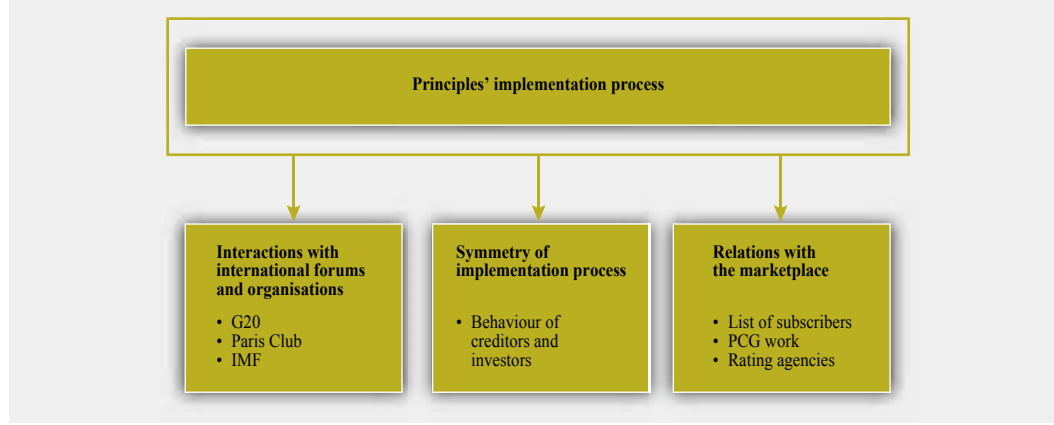 Principles’ implementation process
Interactions with
international forums
and organisations
• G20
• Paris Club
• IMF
Symmetry of
implementation process
• Behaviour of
creditors and
investors
Relations with
the marketplace
• List of subscribers
• PCG work
• Rating agencies